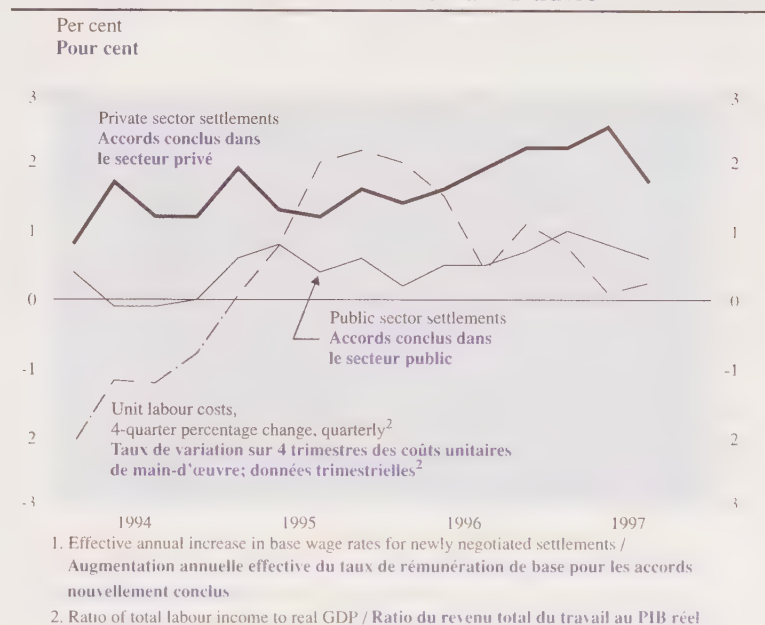 Per cent
Pour cent
3
3
Private sector settlements
Accords conclus dans
le secteur privé
2
2
1
1
0
0
Public sector settlements
Accords conclus dans
le secteur public
-1
-1
Unit labour costs,
4-quarter percentage change, quarterly2
Taux de variation sur 4 trimestres des coûts unitaires
de main-d'œuvre; données trimestrielles2
2
2
-3
3
1994 1995 1996 1997
1. Effective annual increase in base wage rates for newly negotiated settlements /
Augmentation annuelle effective du taux de rémunération de base pour les accords
nouvellement conclus
2. Ratio of total labour income to real GDP / Ratio du revenu total du travail au PIB réel